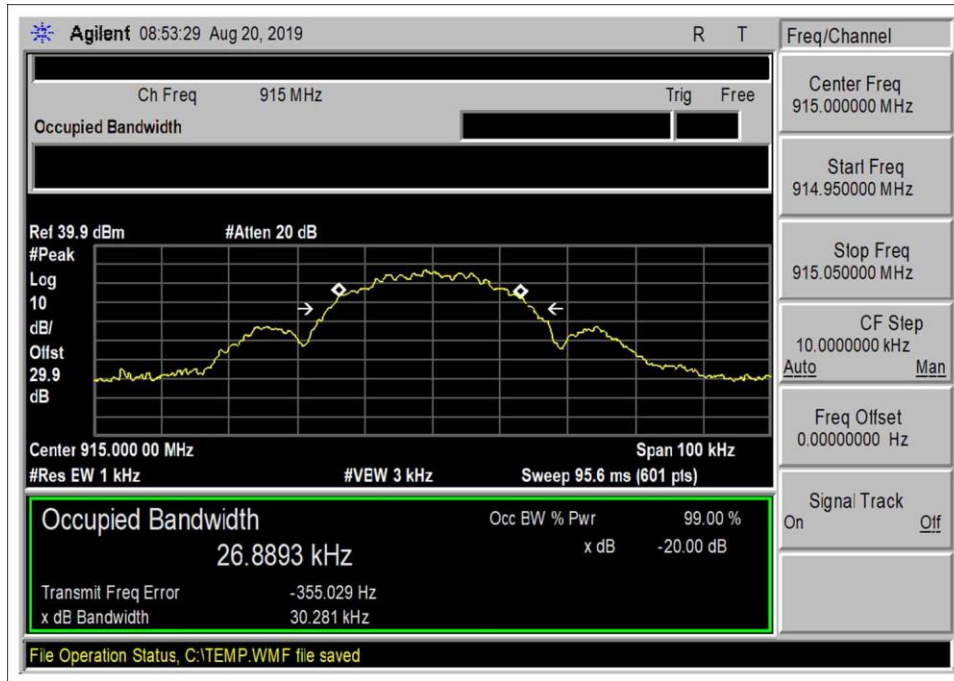 Agilent 08:53:29 Aug 20, 2019 R T
Ch Freq 915 MHz Trig Free
Occupied Bandwidth
Ref 39.9 dBm #Atten 20 dB
#Peak
Log
10
dB/
Offst
29.9
dB
Center 915.000 00 MHz Span 100 kHz
#Res EW 1 kHz #VBW 3 kHz Sweep 95.6 ms (601 pts)
Occupied Bandwidth Occ BW % Pwr 99.00 %
26.8893 kHz x dB -20.00 dB
Transmit Freq Error -355.029 Hz
x dB Bandwidth 30.281 kHz
File Operation Status, C:\TEMP.WMF file saved
Freq/Channel
Center Freq
915.000000 MHz
Start Freq
914.950000 MHz
Stop Freq
915.050000 MHz
CF Step
10.0000000 kHz
Auto Man
Freq Offset
0.00000000 Hz
Signal Track
On Off